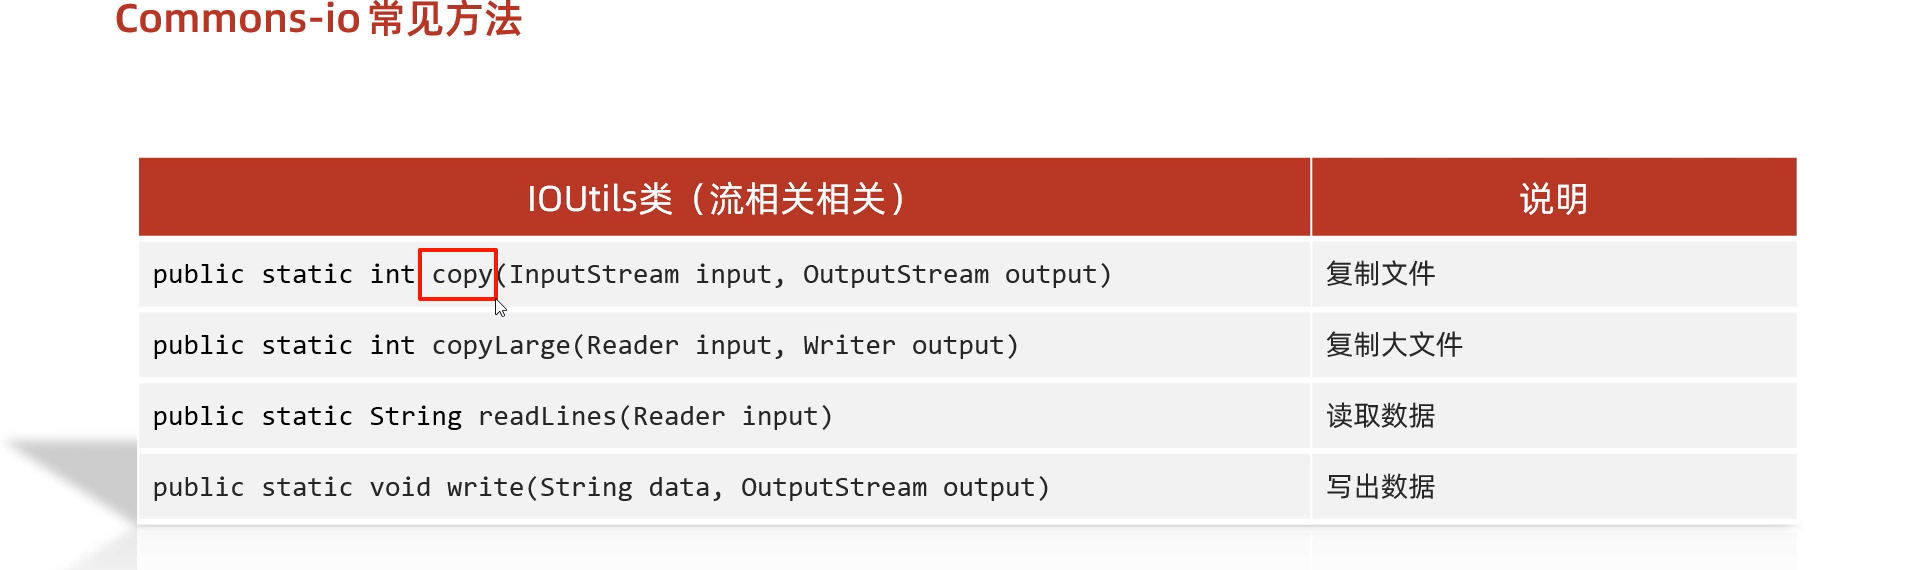 Commons-io 常见方法
IOUtils类（流相关相关） 说明
public static int copy(InputStream input, OutputStream output) 复制文件
public static int copyLarge(Reader input, Writer output) 复制大文件
public static String readLines(Reader input) 读取数据
public static void write(String data, OutputStream output) 写出数据